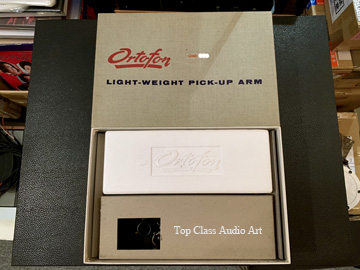 Ortofon
LIGHT-WEIGHT PICK-UP ARM
Ortofon
Top Class Audio Art